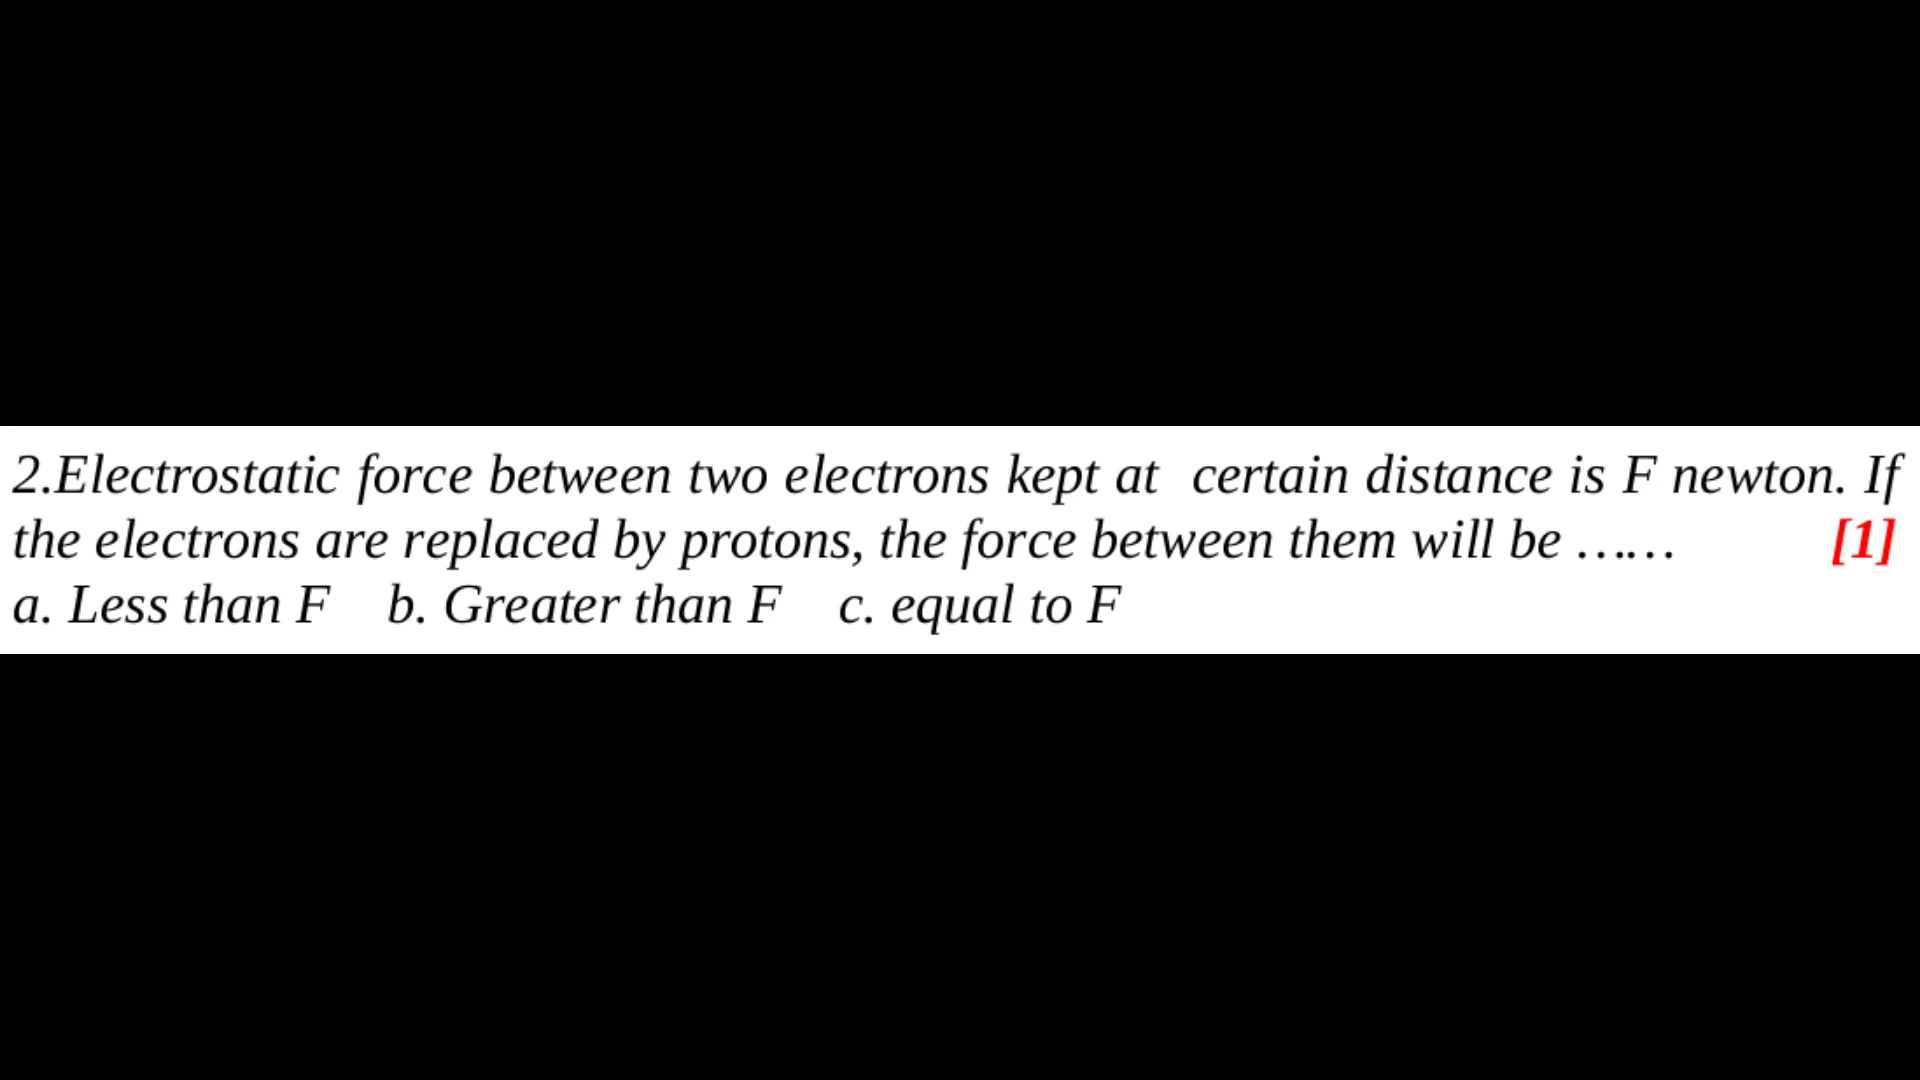 2.Electrostatic force between two electrons kept at certain distance is F newton. If
the electrons are replaced by protons, the force between them will be …… [1]
a. Less than F b. Greater than F c. equal to F